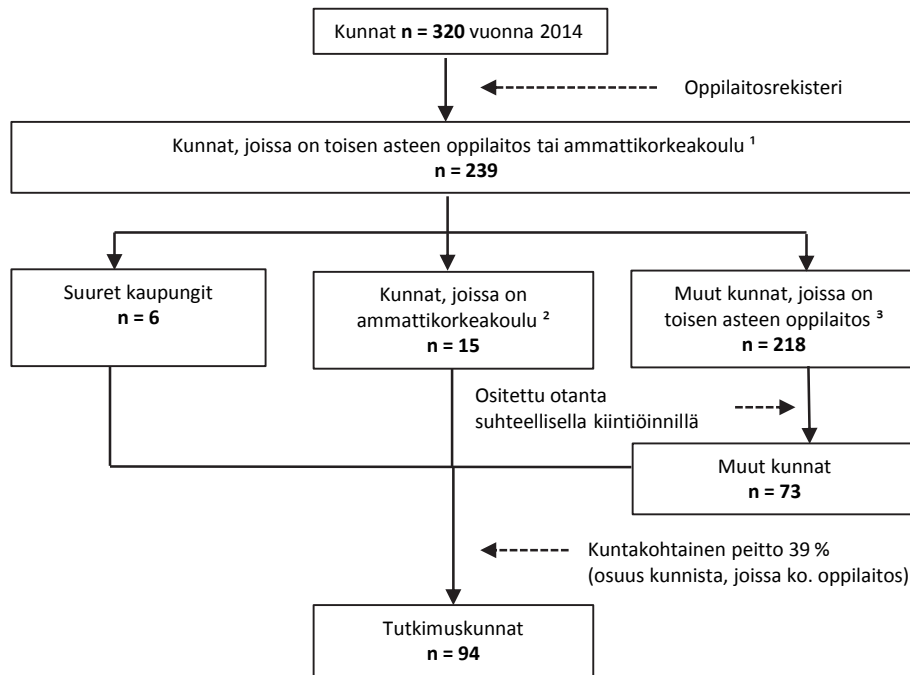 Kunnat n = 320 vuonna 2014
Oppilaitosrekisteri
Kunnat, joissa on toisen asteen oppilaitos tai ammattikorkeakoulu ¹
n = 239
Suuret kaupungit
n = 6
Kunnat, joissa on
ammattikorkeakoulu ²
n = 15
Muut kunnat, joissa on
toisen asteen oppilaitos ³
n = 218
Ositettu otanta
suhteellisella kiintiöinnillä
Muut kunnat
n = 73
Kuntakohtainen peitto 39 %
(osuus kunnista, joissa ko. oppilaitos)
Tutkimuskunnat
n = 94